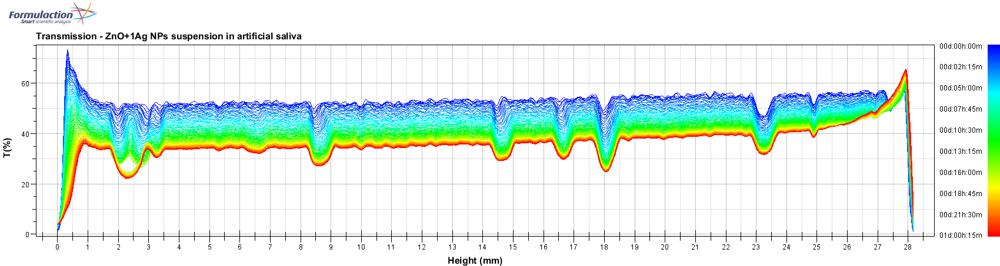 Formulaction
Smart scientific analysis
Transmission - ZnO+1Ag NPs suspension in artificial saliva
T(%)
60
40
20
0
0 1 2 3 4 5 6 7 8 9 10 11 12 13 14 15 16 17 18 19 20 21 22 23 24 25 26 27 28
Height (mm)
00d:00h:00m
00d:02h:15m
00d:05h:00m
00d:07h:45m
00d:10h:30m
00d:13h:15m
00d:16h:00m
00d:18h:45m
00d:21h:30m
01d:00h:15m